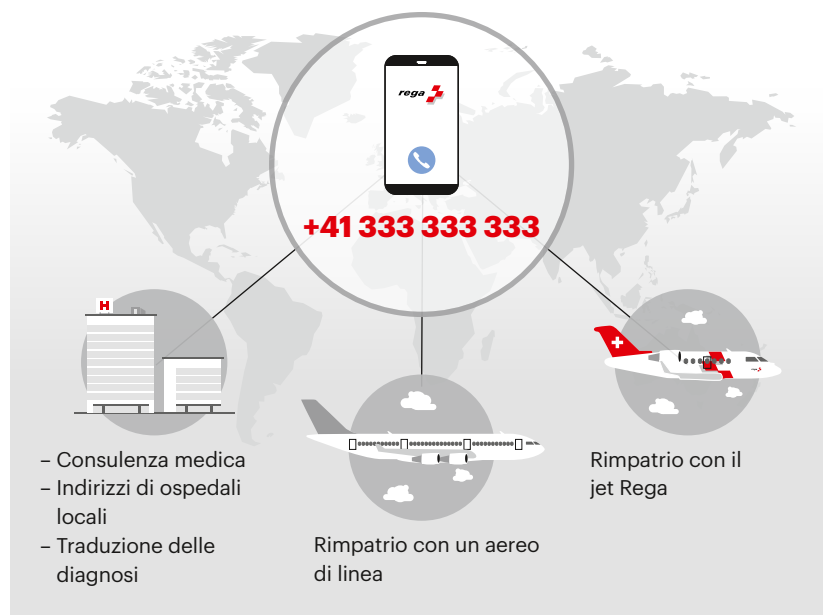 rega
+41 333 333 333
H
– Consulenza medica
– Indirizzi di ospedali
locali
– Traduzione delle
diagnosi
Rimpatrio con un aereo
di linea
Rimpatrio con il
jet Rega